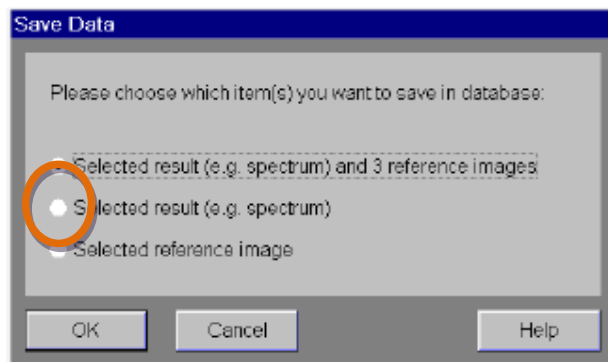 Save Data
Please choose which item(s) you want to save in database:
Selected result (e.g. spectrum) and 3 reference images
Selected result (e.g. spectrum)
Selected reference image
OK
Cancel
Help